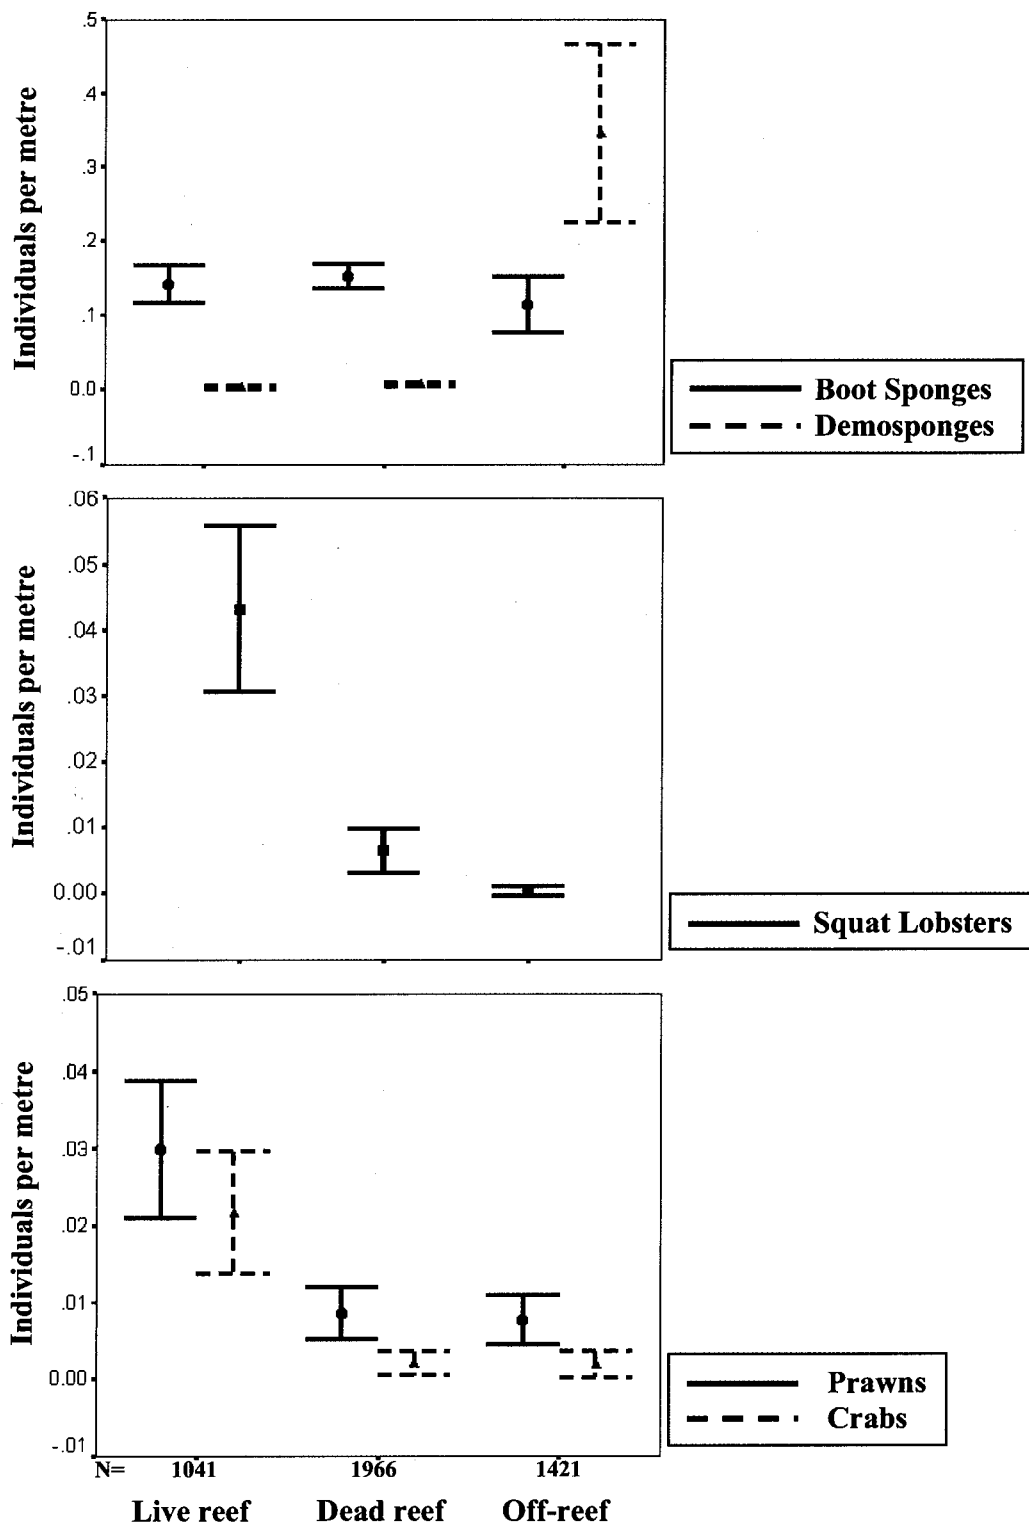 Individuals per metre
.5
.4
.3
.2
.1
0.0
-.1
Boot Sponges
Demosponges
Individuals per metre
.06
.05
.04
.03
.02
.01
0.00
-.01
Squat Lobsters
Individuals per metre
.05
.04
.03
.02
.01
0.00
-.01
Prawns
Crabs
N= 1041 1966 1421
Live reef Dead reef Off-reef